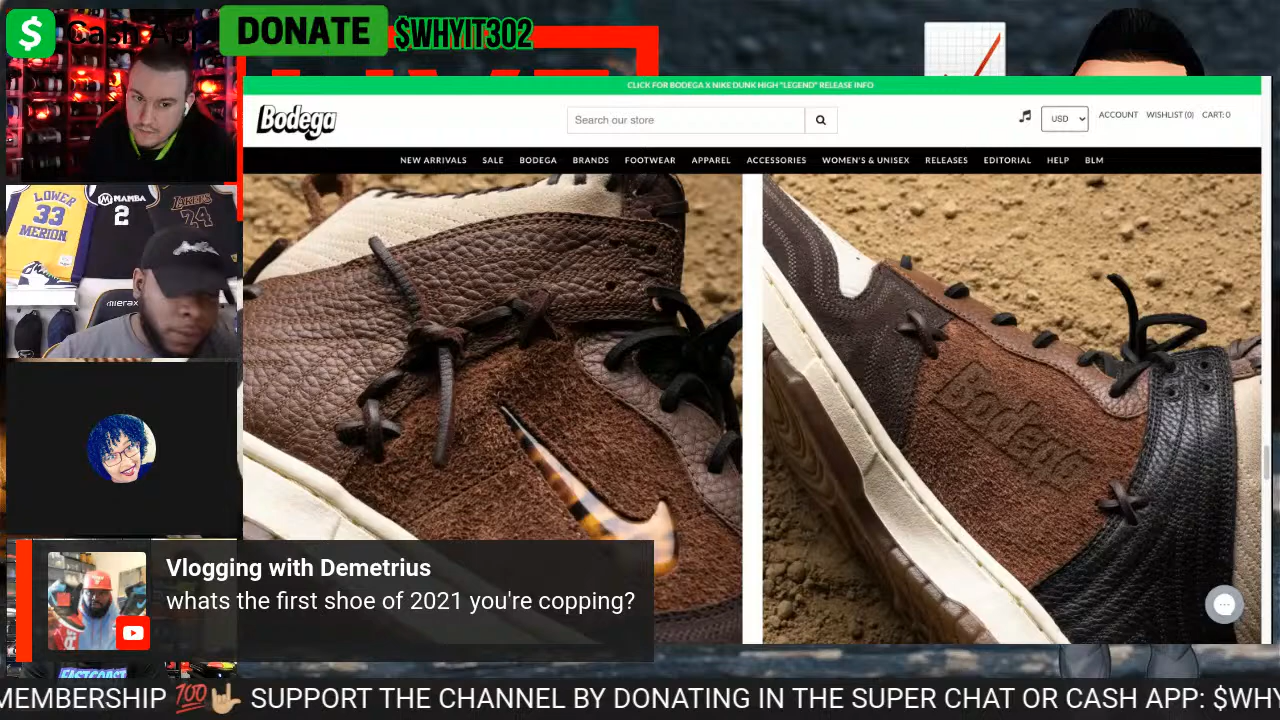 Cash App
DONATE
$WHYIT302
CLICK FOR BODEGA X NIKE DUNK HIGH "LEGEND" RELEASE INFO
Bodega
Search our store
USD
ACCOUNT
WISHLIST (0)
CART: 0
NEW ARRIVALS
SALE
BODEGA
BRANDS
FOOTWEAR
APPAREL
ACCESSORIES
WOMEN'S & UNISEX
RELEASES
EDITORIAL
HELP
BLM
LOWER
33
MERION
MAMBA
2
LAKERS
24
merax
Bodega
Vlogging with Demetrius
whats the first shoe of 2021 you're copping?
EASTCOAST
MEMBERSHIP 💯🤟🏼 SUPPORT THE CHANNEL BY DONATING IN THE SUPER CHAT OR CASH APP: $WHY